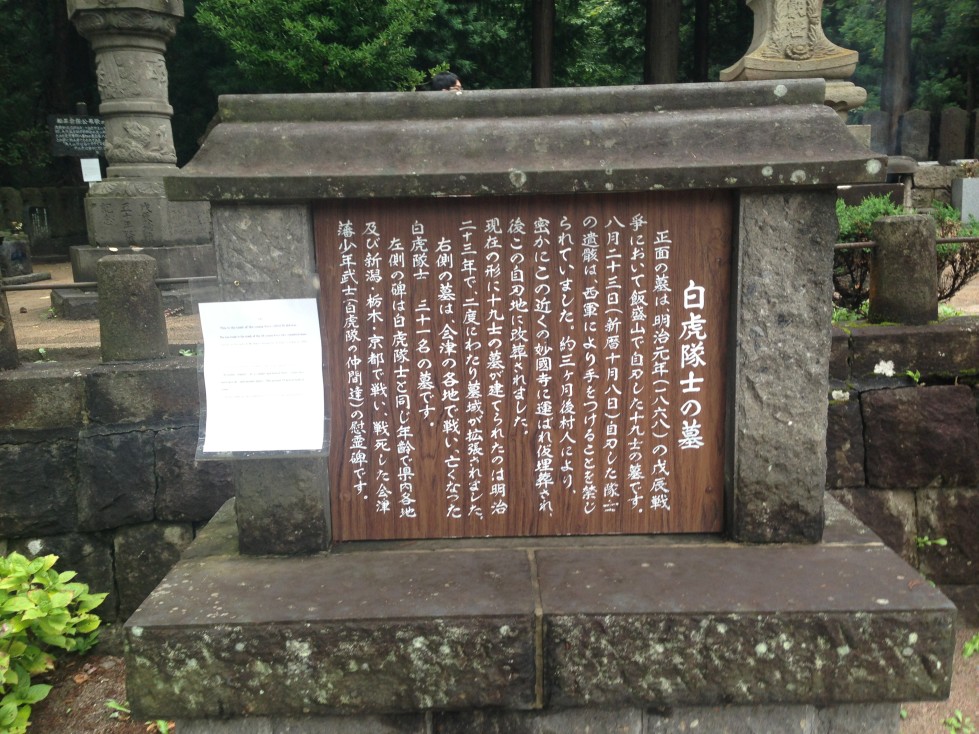 白虎隊士の墓
正面の墓は、明治元年(一八六八)の戊辰戦
争において飯盛山で自刃した十九士の墓です。
八月二十三日(新暦十月八日)自刃した隊士
の遺骸は、西軍により手をつけることを禁じ
られていました。約三ヶ月後村人により、
密かにこの近くの妙國寺に運ばれ仮埋葬され、
後この自刃地に改葬されました。
現在の形に十九士の墓が建てられたのは明治
二十三年で、二度にわたり墓域が拡張されました。
右側の墓は、会津の各地で戦い、亡くなった
白虎隊士 三十一名の墓です。
左側の碑は白虎隊士と同じ年齢で県内各地
及び新潟・栃木・京都で戦い、戦死した会津
藩少年武士(白虎隊の仲間達)の慰霊碑です。